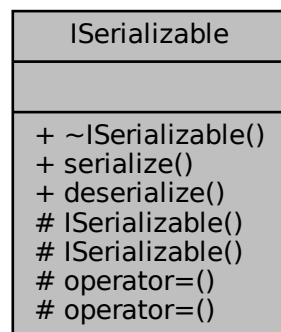 ISerializable
+ ~ISerializable()
+ serialize()
+ deserialize()
# ISerializable()
# ISerializable()
# operator=()
# operator=()